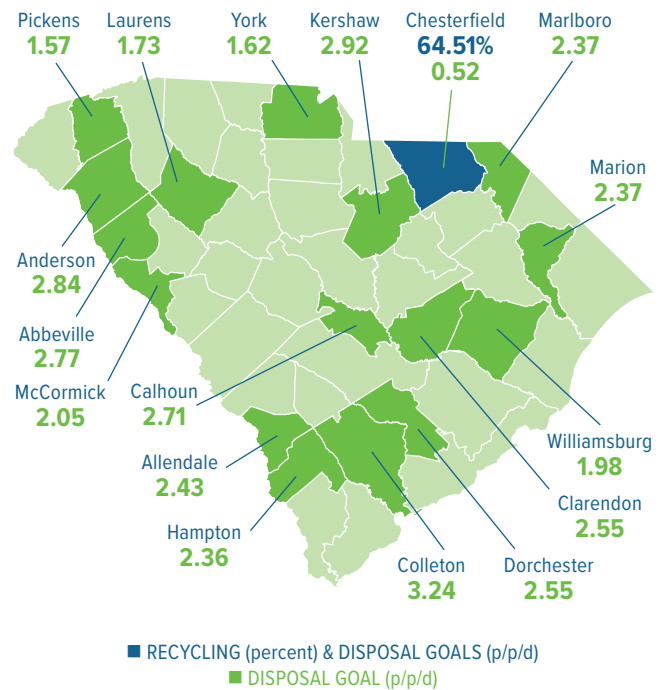 Pickens
1.57
Laurens
1.73
York
1.62
Kershaw
2.92
Chesterfield
64.51%
0.52
Marlboro
2.37
Marion
2.37
Anderson
2.84
Abbeville
2.77
McCormick
2.05
Calhoun
2.71
Allendale
2.43
Hampton
2.36
Colleton
3.24
Dorchester
2.55
Clarendon
2.55
Williamsburg
1.98
RECYCLING (percent) & DISPOSAL GOALS (p/p/d)
DISPOSAL GOAL (p/p/d)